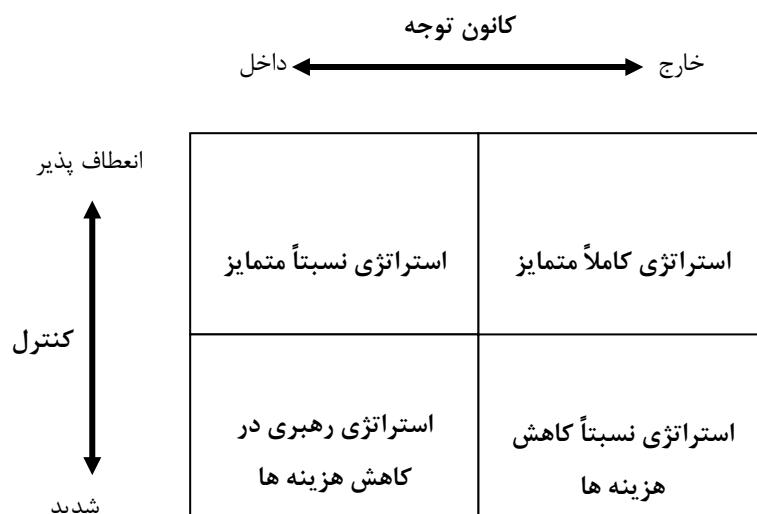 کانون توجه
خارج
داخل
انعطاف پذیر
استراتژی کاملاً متمایز
استراتژی نسبتاً متمایز
کنترل
استراتژی نسبتاً کاهش
هزینه ها
استراتژی رهبری در
کاهش هزینه ها
شدید